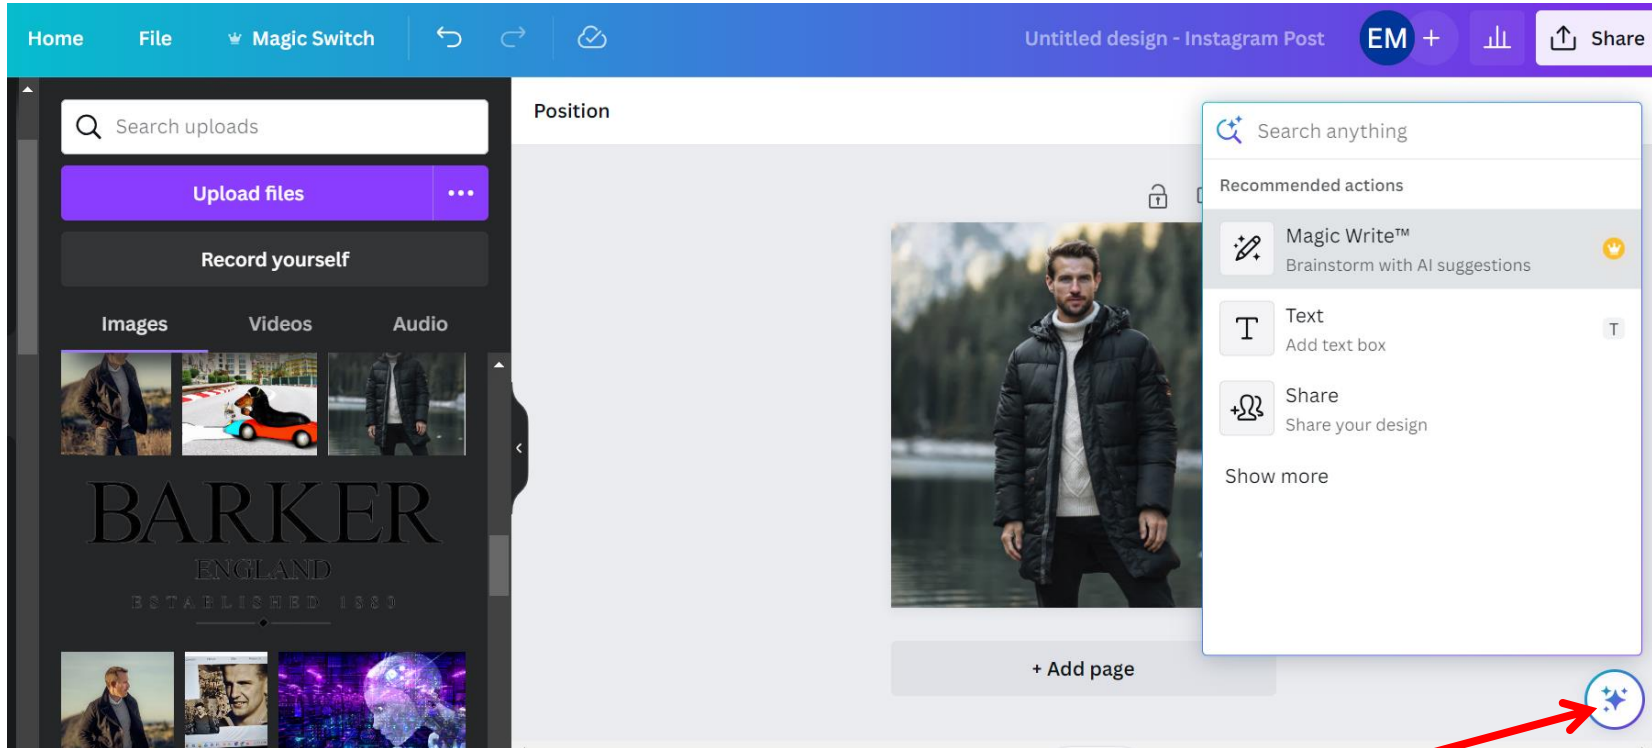 Home File Magic Switch Untitled design - Instagram Post EM + Share
Search uploads
Upload files
Record yourself
Images Videos Audio
BARKER
ENGLAND
ESTABLISHED 1880
Position
Search anything
Recommended actions
Magic Write™
Brainstorm with AI suggestions
Text
Add text box
T
Share
Share your design
Show more
+ Add page